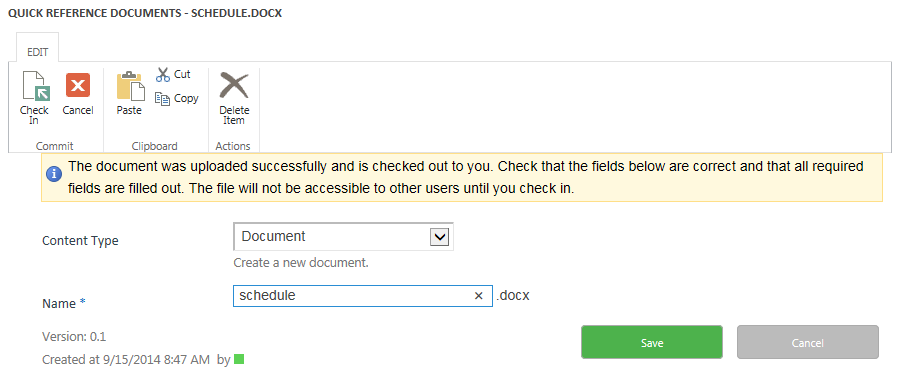 QUICK REFERENCE DOCUMENTS - SCHEDULE.DOCX
EDIT
Check In
Cancel
Paste
Cut
Copy
Delete Item
Commit
Clipboard
Actions
The document was uploaded successfully and is checked out to you. Check that the fields below are correct and that all required
fields are filled out. The file will not be accessible to other users until you check in.
Content Type
Document
Create a new document.
Name *
schedule
.docx
Version: 0.1
Created at 9/15/2014 8:47 AM by
Save
Cancel